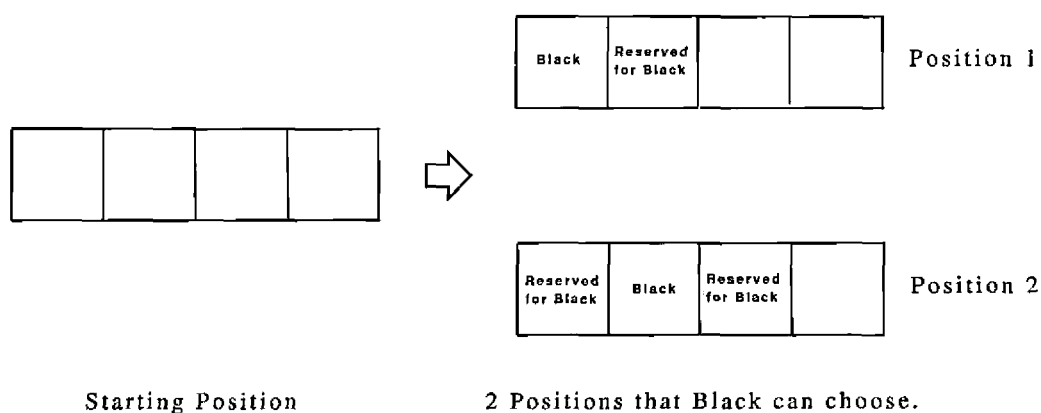 Black
Reserved
for Black
Position 1
Reserved
for Black
Black
Reserved
for Black
Position 2
Starting Position
2 Positions that Black can choose.